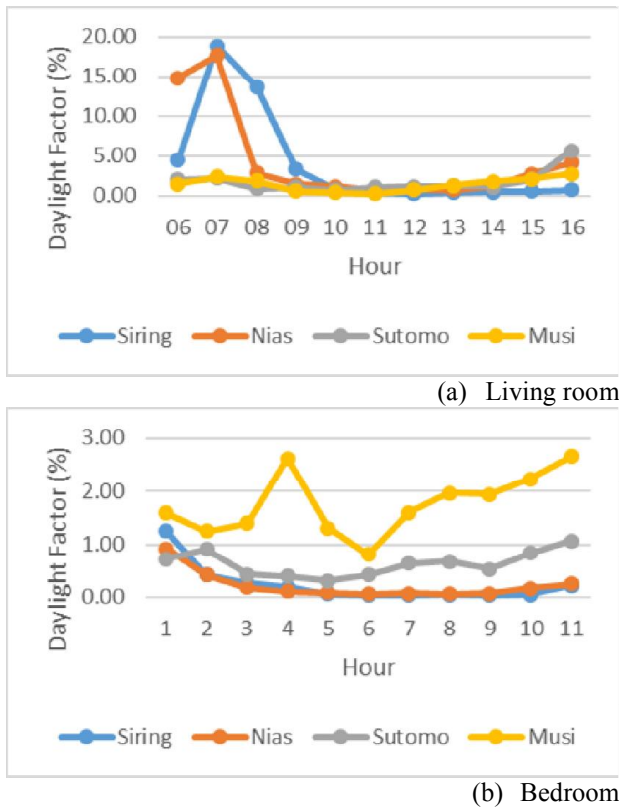 20.00
15.00
10.00
5.00
0.00
Daylight Factor (%)
06 07 08 09 10 11 12 13 14 15 16
Hour
Siring Nias Sutomo Musi
(a) Living room
3.00
2.00
1.00
0.00
Daylight Factor (%)
1 2 3 4 5 6 7 8 9 10 11
Hour
Siring Nias Sutomo Musi
(b) Bedroom